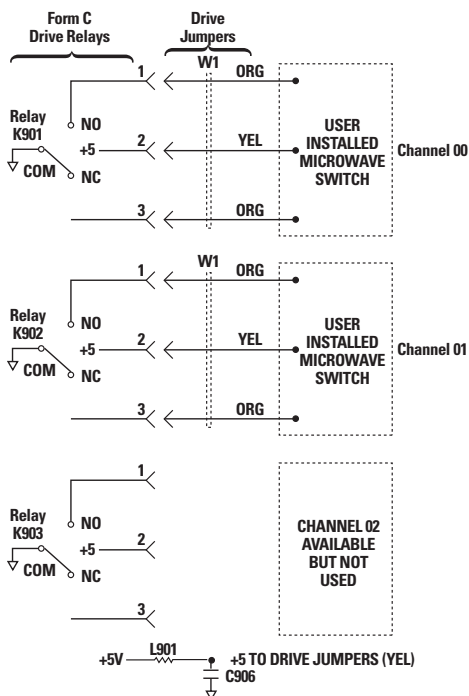 Form C
Drive Relays
Drive
Jumpers
W1
1
ORG
Relay
K901
NO
+5
2
YEL
COM
NC
3
ORG
USER
INSTALLED
MICROWAVE
SWITCH
Channel 00
W1
1
ORG
Relay
K902
NO
+5
2
YEL
COM
NC
3
ORG
USER
INSTALLED
MICROWAVE
SWITCH
Channel 01
1
Relay
K903
NO
+5
2
COM
NC
3
CHANNEL 02
AVAILABLE
BUT NOT
USED
+5V
L901
+5 TO DRIVE JUMPERS (YEL)
C906